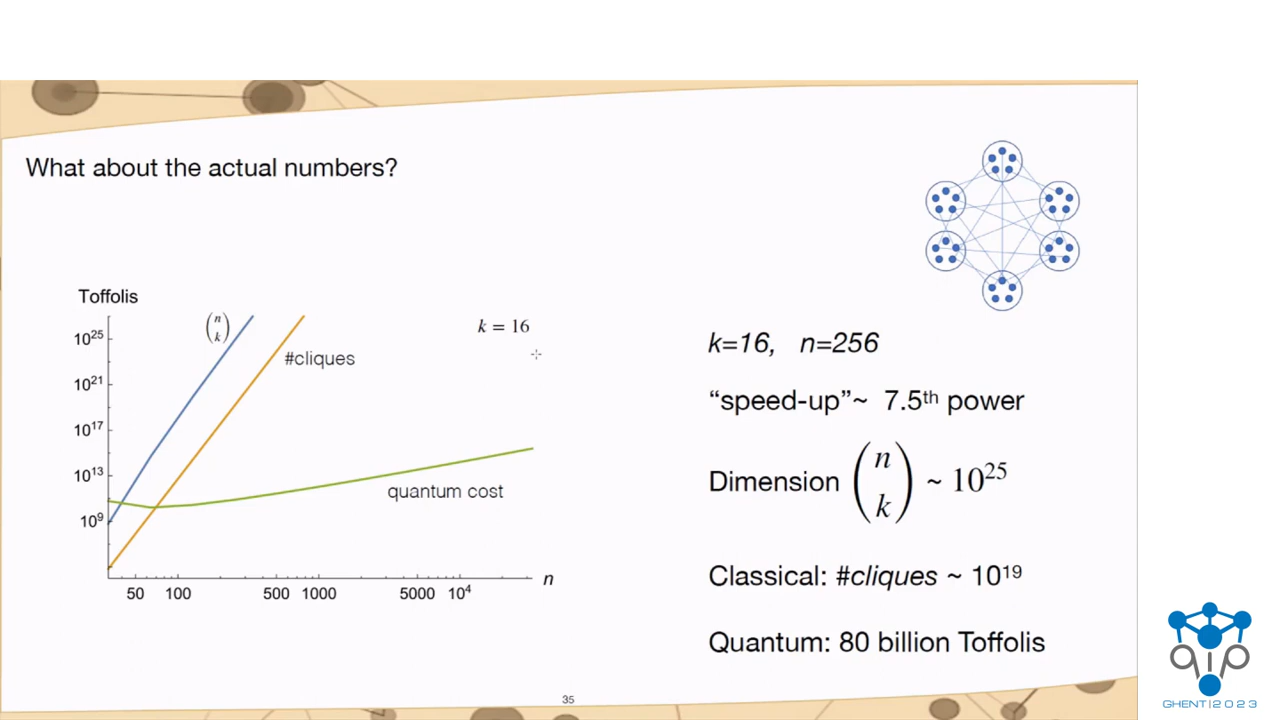 What about the actual numbers?
Toffolis
10²⁵
10²¹
10¹⁷
10¹³
10⁹
(n k)
#cliques
k = 16
quantum cost
50 100 500 1000 5000 10⁴
n
k=16, n=256
“speed-up”~ 7.5ᵗʰ power
Dimension (n k) ~ 10²⁵
Classical: #cliques ~ 10¹⁹
Quantum: 80 billion Toffolis
35
qip
GHENT|2023